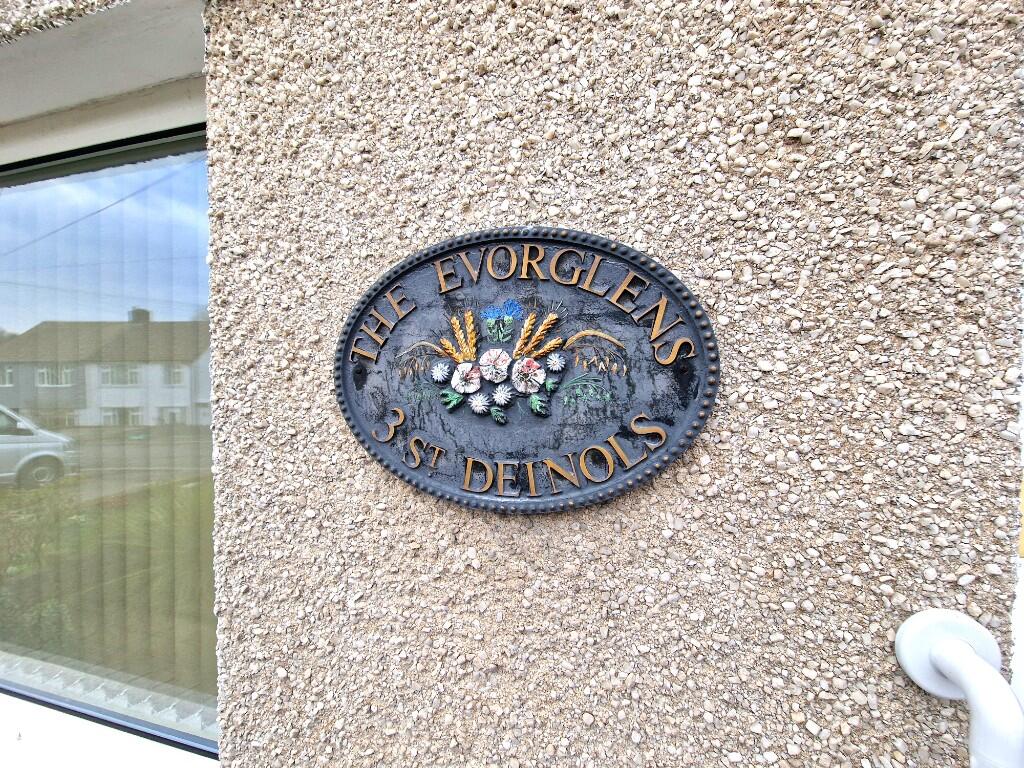 THE EVORGLENS
3 ST DEINOLS